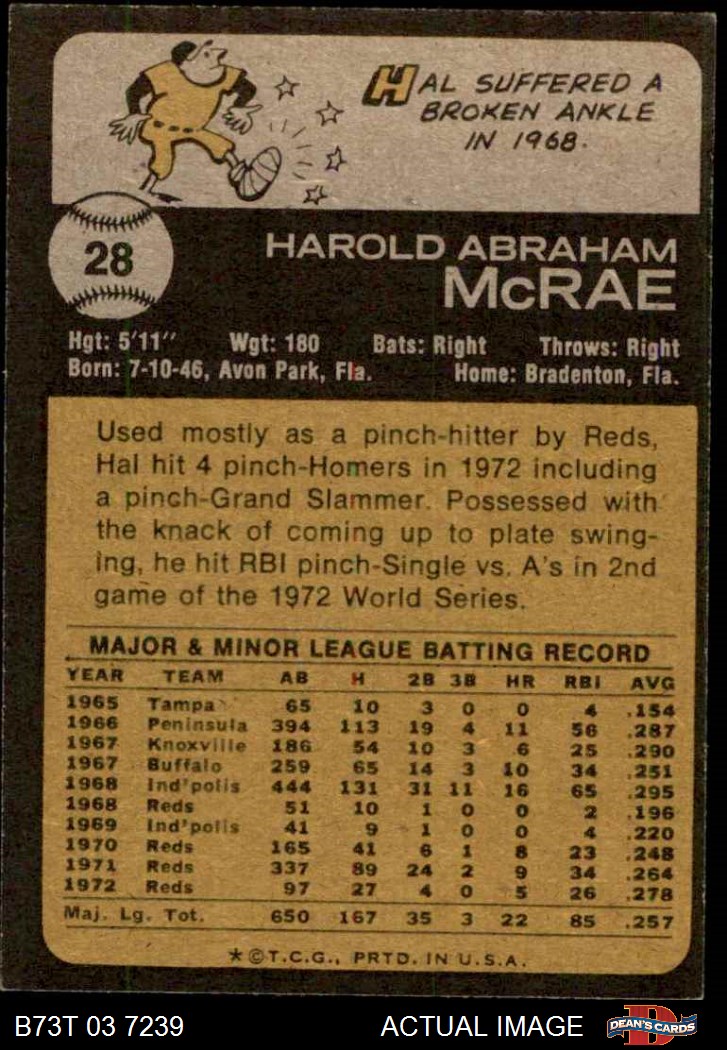 HAL SUFFERED A
BROKEN ANKLE
IN 1968.
28
HAROLD ABRAHAM
McRAE
Hgt: 5'11" Wgt: 180 Bats: Right Throws: Right
Born: 7-10-46, Avon Park, Fla. Home: Bradenton, Fla.
Used mostly as a pinch-hitter by Reds,
Hal hit 4 pinch-Homers in 1972 including
a pinch-Grand Slammer. Possessed with
the knack of coming up to plate swing-
ing, he hit RBI pinch-Single vs. A's in 2nd
game of the 1972 World Series.
MAJOR & MINOR LEAGUE BATTING RECORD
YEAR TEAM AB H 2B 3B HR RBI AVG
1965 Tampa 65 10 3 0 0 4 .154
1966 Peninsula 394 113 19 4 11 56 .287
1967 Knoxville 186 54 10 3 6 25 .290
1967 Buffalo 259 65 14 3 10 34 .251
1968 Ind'polis 444 131 31 11 16 65 .295
1968 Reds 51 10 1 0 0 2 .196
1969 Ind'polis 41 9 1 0 0 4 .220
1970 Reds 165 41 6 1 8 23 .248
1971 Reds 337 89 24 2 9 34 .264
1972 Reds 97 27 4 0 5 26 .278
Maj. Lg. Tot. 650 167 35 3 22 85 .257
*©T.C.G., PRTD. IN U.S.A.
B73T 03 7239 ACTUAL IMAGE D DEAN'S CARDS